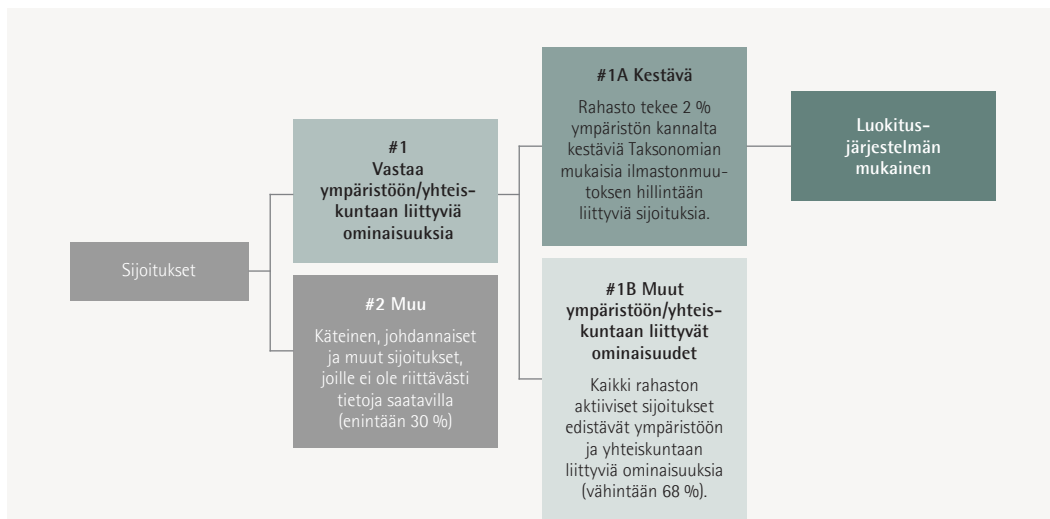 Sijoitukset
#1
Vastaa
ympäristöön/yhteis-
kuntaan liittyviä
ominaisuuksia
#2 Muu
Käteinen, johdannaiset
ja muut sijoitukset,
joille ei ole riittävästi
tietoja saatavilla
(enintään 30 %)
#1A Kestävä
Rahasto tekee 2 %
ympäristön kannalta
kestäviä Taksonomian
mukaisia ilmastonmuu-
toksen hillintään
liittyviä sijoituksia.
#1B Muut
ympäristöön/yhteis-
kuntaan liittyvät
ominaisuudet
Kaikki rahaston
aktiiviset sijoitukset
edistävät ympäristöön
ja yhteiskuntaan
liittyviä ominaisuuksia
(vähintään 68 %).
Luokitus-
järjestelmän
mukainen